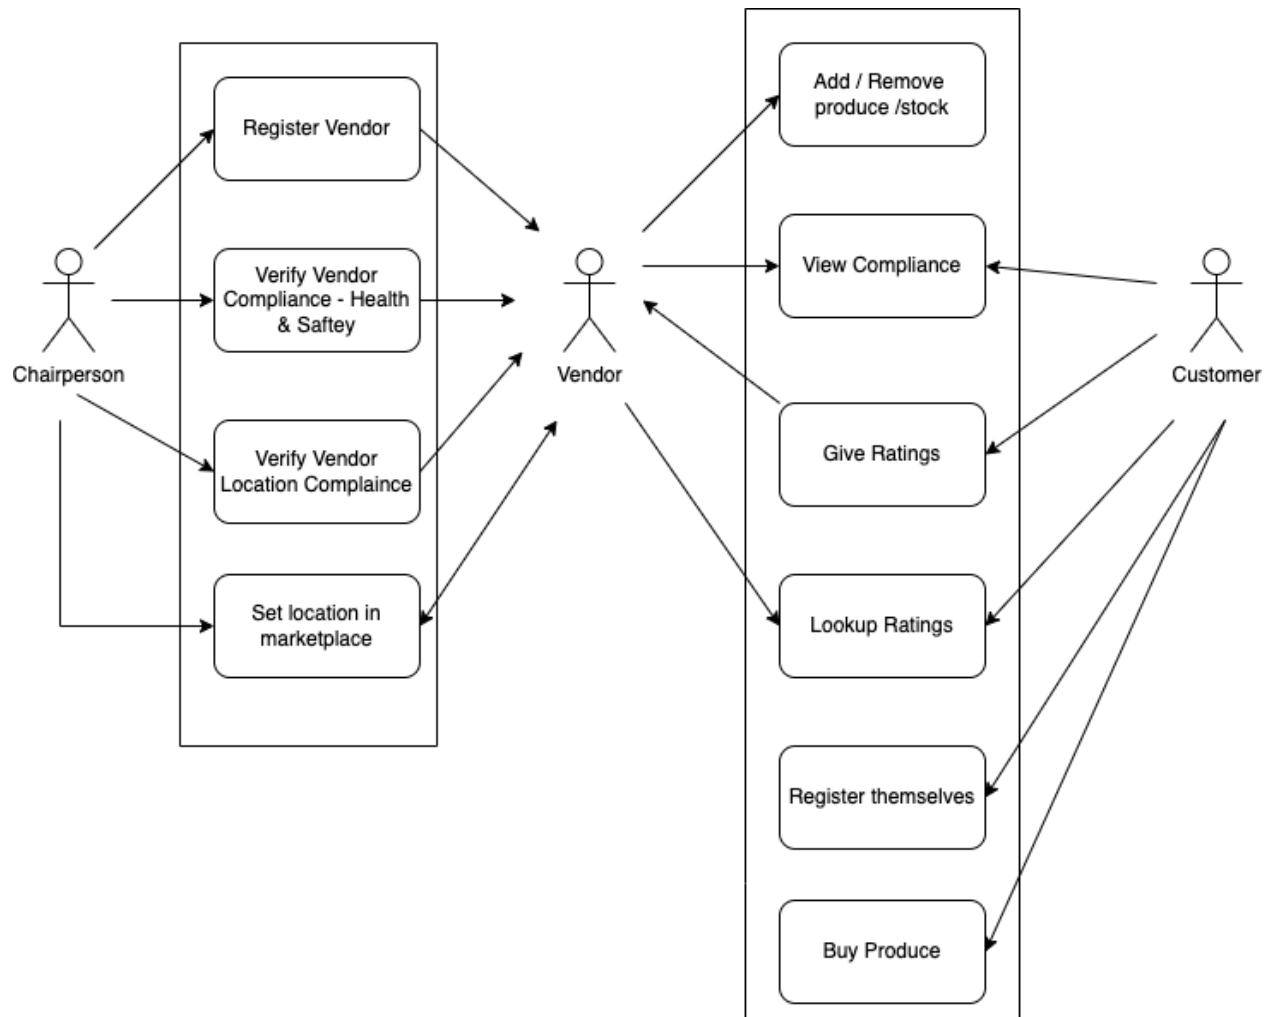 Register Vendor
Verify Vendor
Compliance - Health
& Saftey
Verify Vendor
Location Complaince
Set location in
marketplace
Chairperson
Vendor
Add / Remove
produce /stock
View Compliance
Give Ratings
Lookup Ratings
Register themselves
Buy Produce
Customer